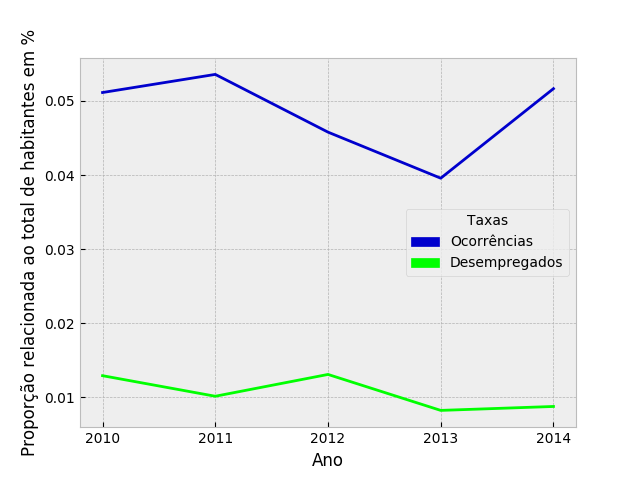 Proporção relacionada ao total de habitantes em %
0.05
0.04
0.03
0.02
0.01
Taxas
Ocorrências
Desempregados
2010 2011 2012 2013 2014
Ano